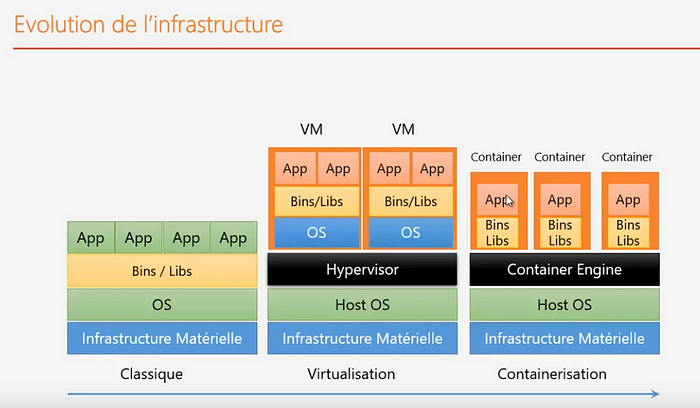 Evolution de l’infrastructure
VM VM
Container Container Container
App App App App
App App App
Bins/Libs Bins/Libs
Bins Bins Bins
Libs Libs Libs
App App App App
OS OS
Bins / Libs
Hypervisor
Container Engine
OS
Host OS
Host OS
Infrastructure Matérielle
Infrastructure Matérielle
Infrastructure Matérielle
Classique
Virtualisation
Containerisation